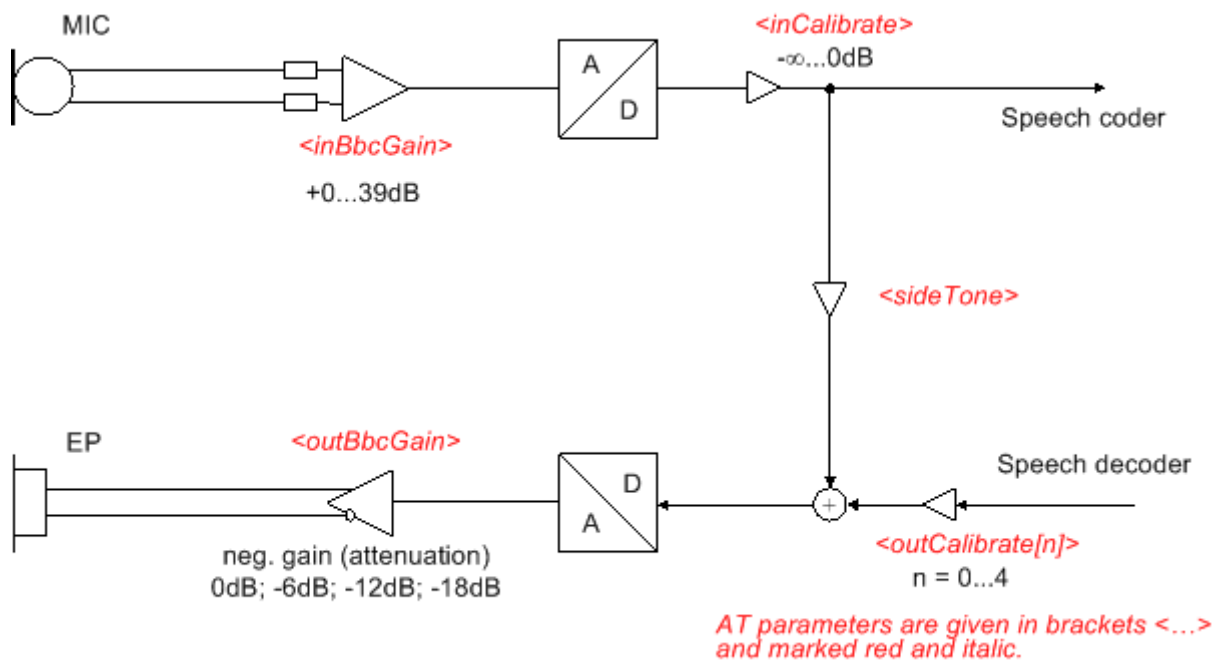 MIC
<inCalibrate>
-∞...0dB
A
D
Speech coder
<inBbcGain>
+0...39dB
<sideTone>
EP
<outBbcGain>
D
A
Speech decoder
+
<outCalibrate[n]>
n = 0...4
neg. gain (attenuation)
0dB; -6dB; -12dB; -18dB
AT parameters are given in brackets <...>
and marked red and italic.